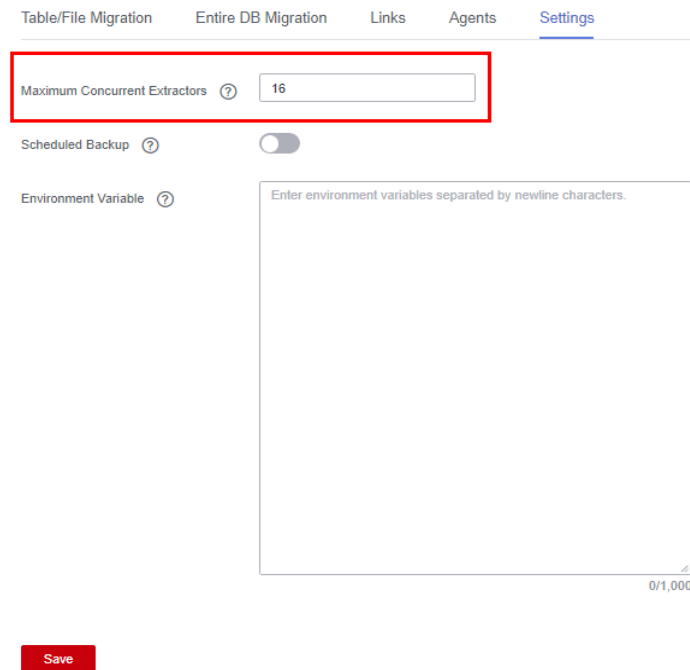 Table/File Migration Entire DB Migration Links Agents Settings
Maximum Concurrent Extractors ? 16
Scheduled Backup ?
Environment Variable ? Enter environment variables separated by newline characters.
0/1,000
Save